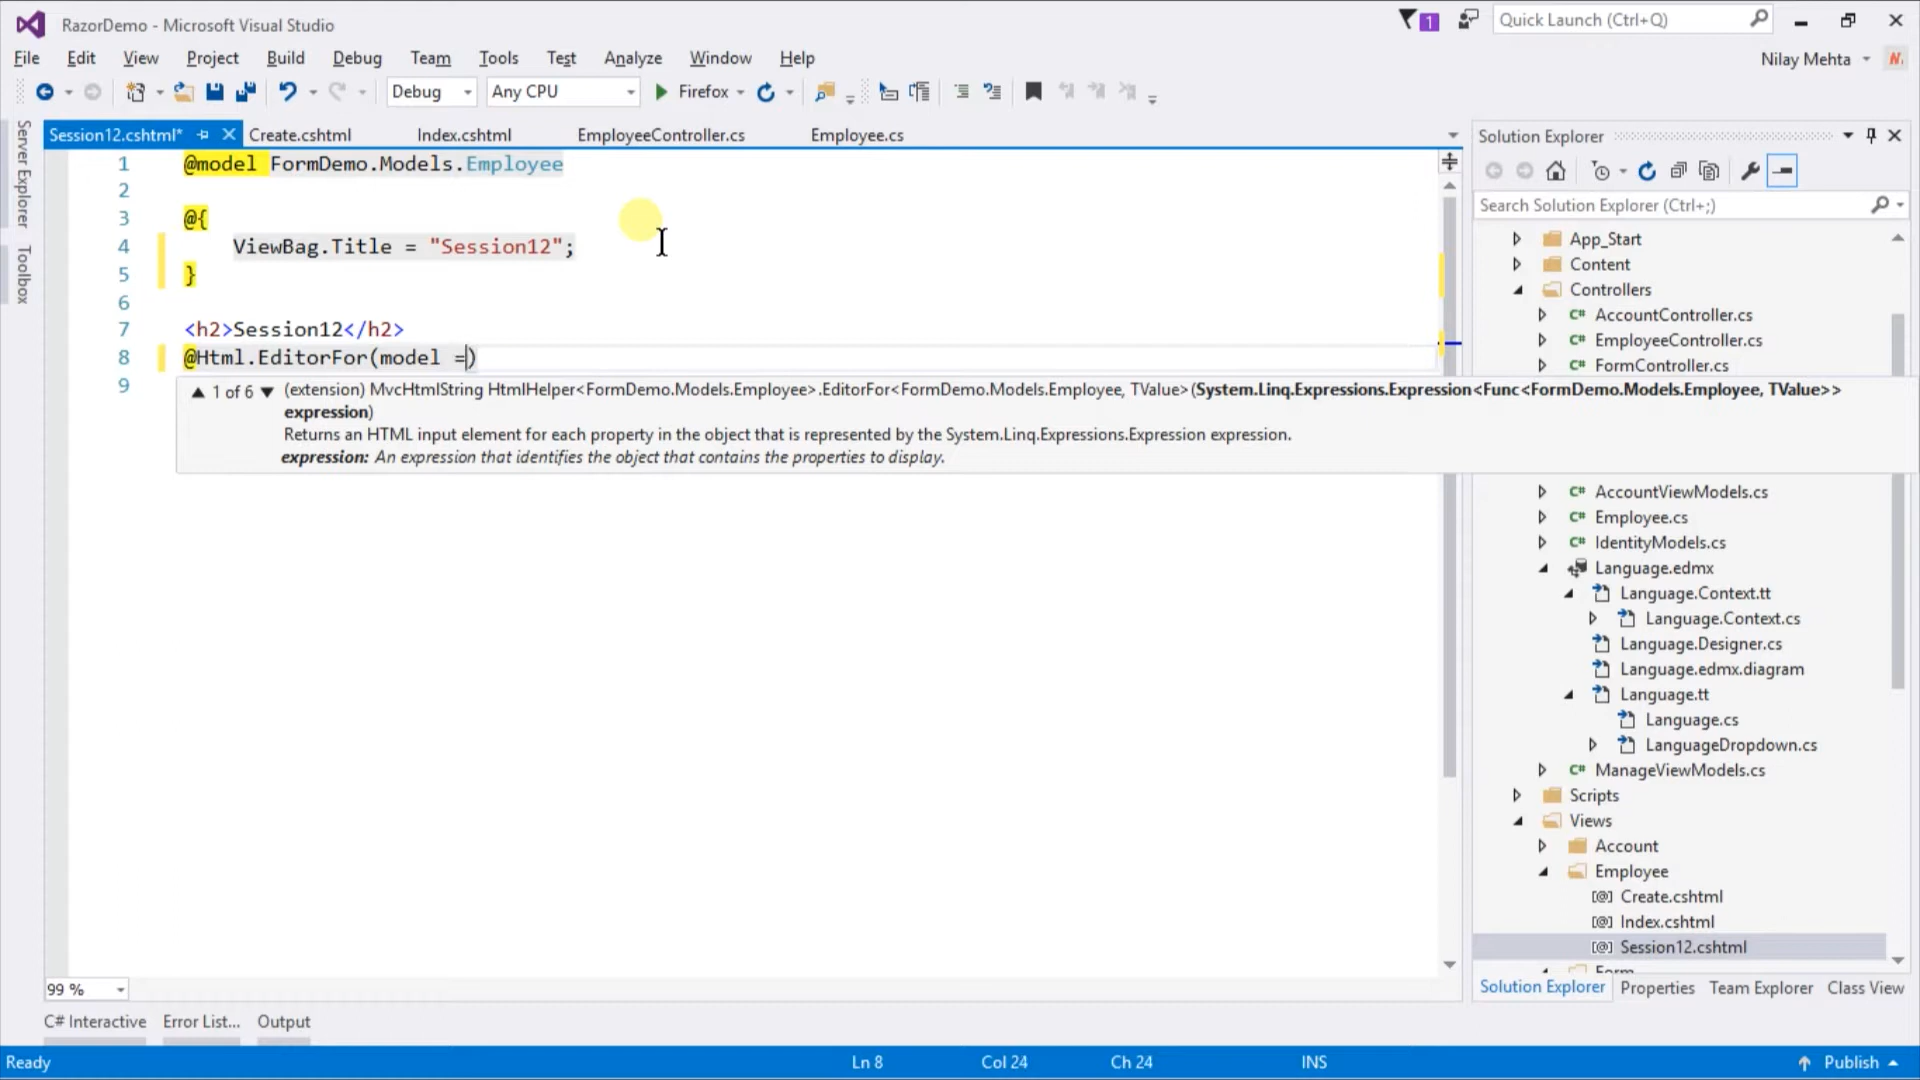 RazorDemo - Microsoft Visual Studio
1
Quick Launch (Ctrl+Q)
File Edit View Project Build Debug Team Tools Test Analyze Window Help
Nilay Mehta
Debug Any CPU Firefox
Server Explorer
Toolbox
Session12.cshtml* Create.cshtml Index.cshtml EmployeeController.cs Employee.cs
1 @model FormDemo.Models.Employee
2
3 @{
4 ViewBag.Title = "Session12";
5 }
6
7 <h2>Session12</h2>
8 @Html.EditorFor(model =)
9
1 of 6 (extension) MvcHtmlString HtmlHelper<FormDemo.Models.Employee>.EditorFor<FormDemo.Models.Employee, TValue>(System.Linq.Expressions.Expression<Func<FormDemo.Models.Employee, TValue>>
expression)
Returns an HTML input element for each property in the object that is represented by the System.Linq.Expressions.Expression expression.
expression: An expression that identifies the object that contains the properties to display.
Solution Explorer
Search Solution Explorer (Ctrl+;)
App_Start
Content
Controllers
C# AccountController.cs
C# EmployeeController.cs
C# FormController.cs
C# AccountViewModels.cs
C# Employee.cs
C# IdentityModels.cs
Language.edmx
Language.Context.tt
Language.Context.cs
Language.Designer.cs
Language.edmx.diagram
Language.tt
Language.cs
LanguageDropdown.cs
C# ManageViewModels.cs
Scripts
Views
Account
Employee
[@] Create.cshtml
[@] Index.cshtml
[@] Session12.cshtml
Form
Solution Explorer Properties Team Explorer Class View
99 %
C# Interactive Error List... Output
Ready Ln 8 Col 24 Ch 24 INS Publish